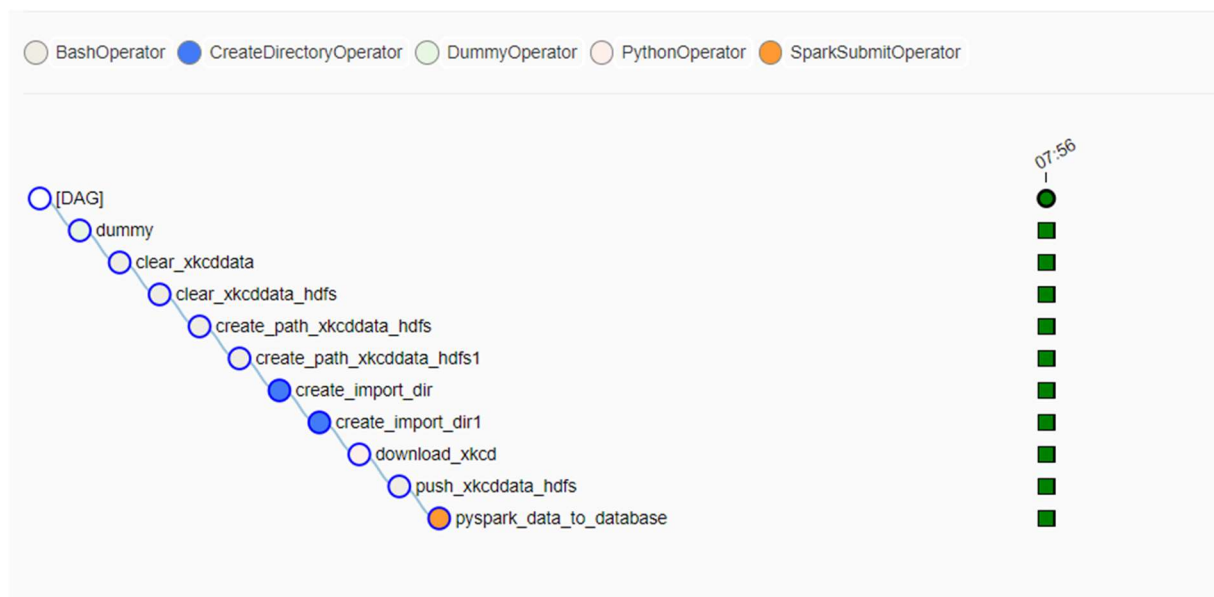 BashOperator CreateDirectoryOperator DummyOperator PythonOperator SparkSubmitOperator
07:56
[DAG]
dummy
clear_xkcddata
clear_xkcddata_hdfs
create_path_xkcddata_hdfs
create_path_xkcddata_hdfs1
create_import_dir
create_import_dir1
download_xkcd
push_xkcddata_hdfs
pyspark_data_to_database